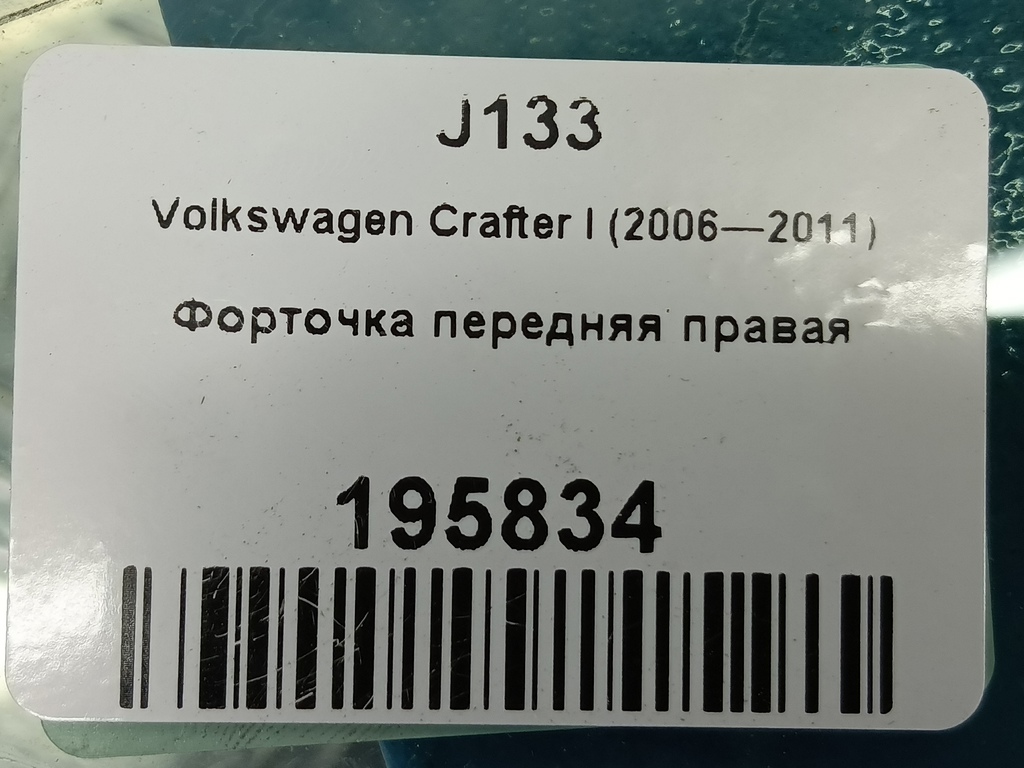 J133
Volkswagen Crafter I (2006—2011)
Форточка передняя правая
195834